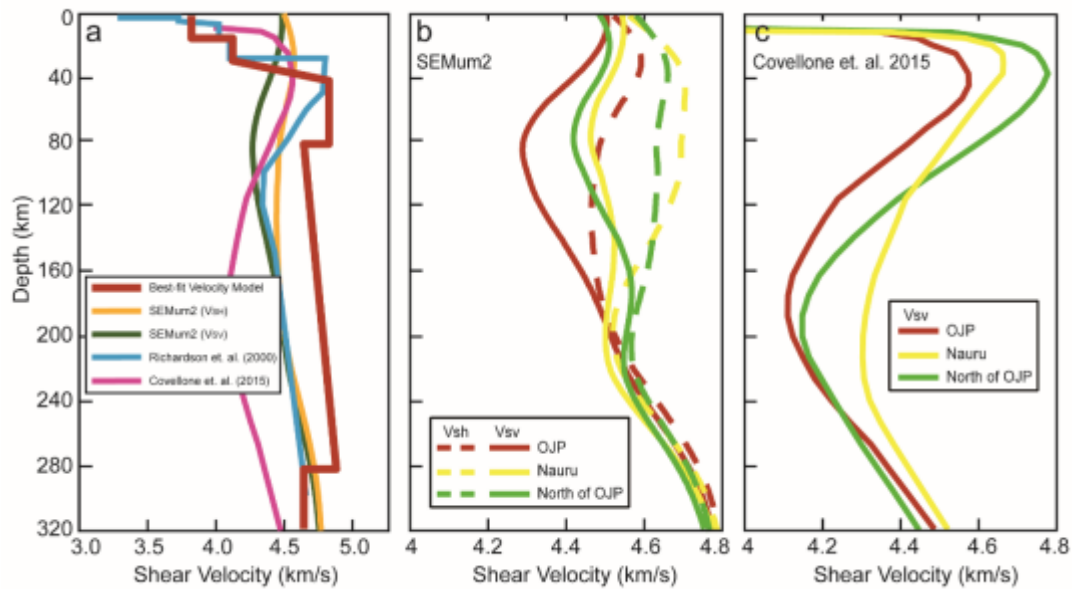 a
b
c
SEMum2
Covellone et. al. 2015
0
40
80
120
160
200
240
280
320
Depth (km)
Best-fit Velocity Model
SEMum2 (VSH)
SEMum2 (VSV)
Richardson et. al. (2000)
Covellone et. al. (2015)
Vsh Vsv
OJP
Nauru
North of OJP
Vsv
OJP
Nauru
North of OJP
3.0 3.5 4.0 4.5 5.0
4 4.2 4.4 4.6 4.8
4 4.2 4.4 4.6 4.8
Shear Velocity (km/s)
Shear Velocity (km/s)
Shear Velocity (km/s)